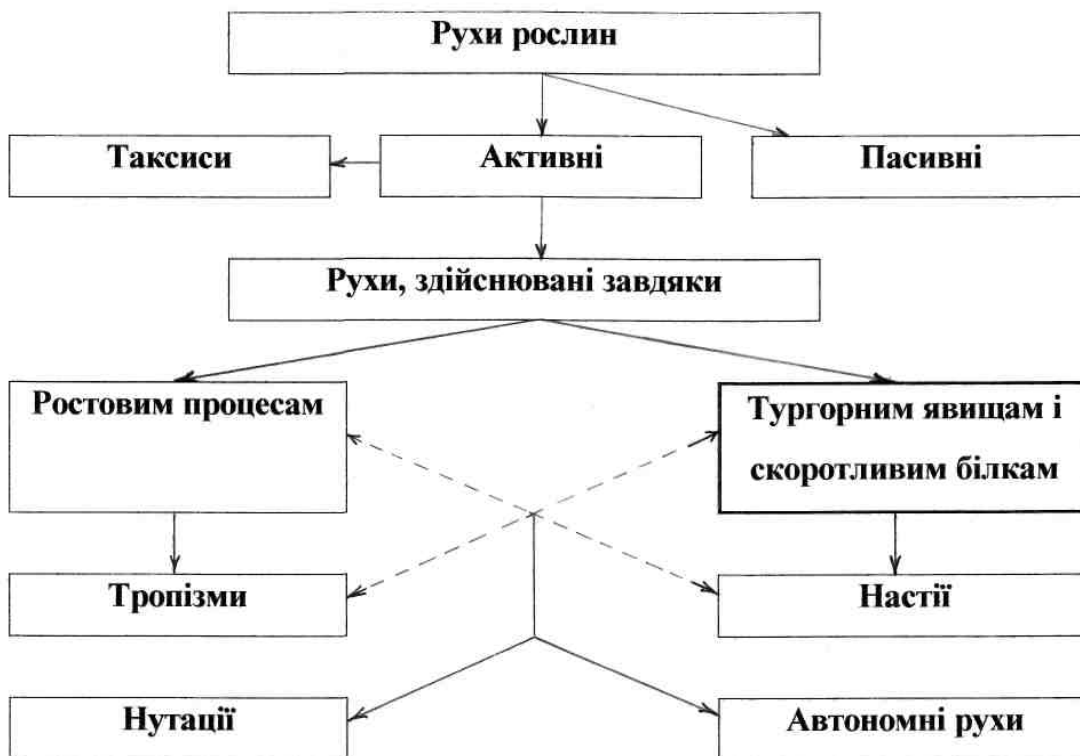 Рухи рослин
Таксиси
Активні
Пасивні
Рухи, здійснювані завдяки
Ростовим процесам
Тургорним явищам і
скоротливим білкам
Тропізми
Настії
Нутації
Автономні рухи